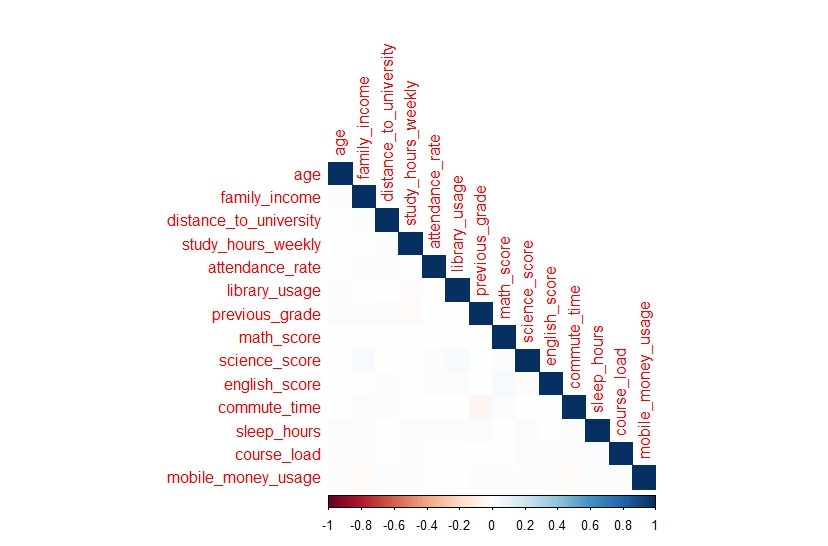 age
family_income
distance_to_university
study_hours_weekly
attendance_rate
library_usage
previous_grade
math_score
science_score
english_score
commute_time
sleep_hours
course_load
mobile_money_usage
age
family_income
distance_to_university
study_hours_weekly
attendance_rate
library_usage
previous_grade
math_score
science_score
english_score
commute_time
sleep_hours
course_load
mobile_money_usage
-1 -0.8 -0.6 -0.4 -0.2 0 0.2 0.4 0.6 0.8 1